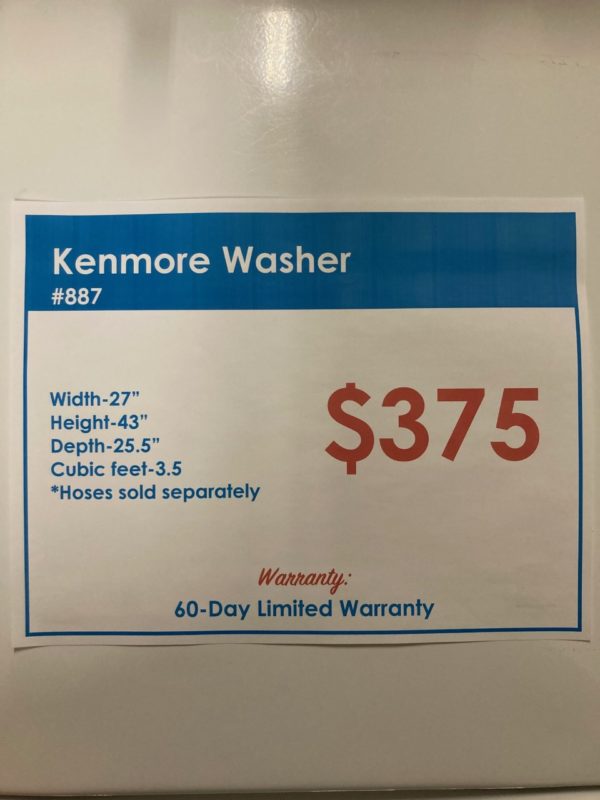 Kenmore Washer
#887
Width-27”
Height-43”
Depth-25.5”
Cubic feet-3.5
*Hoses sold separately
$375
Warranty:
60-Day Limited Warranty